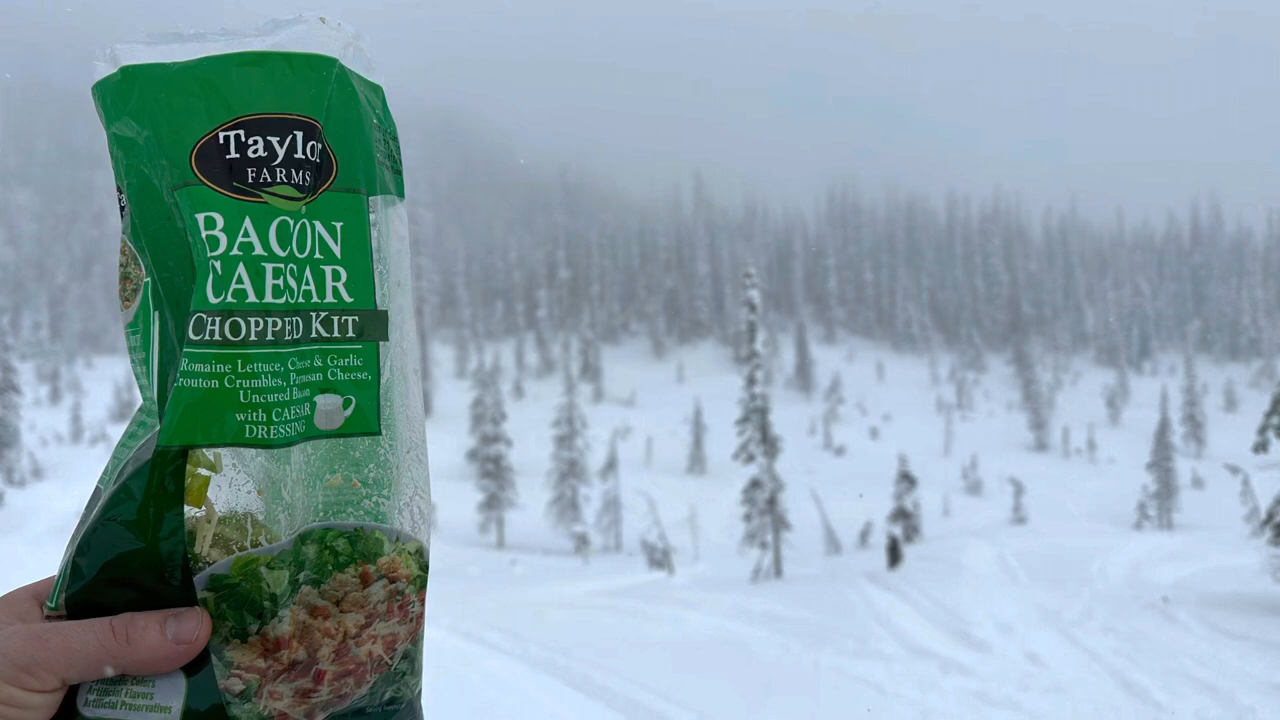 Taylor
FARMS
BACON
CAESAR
CHOPPED KIT
Romaine Lettuce, Cheese & Garlic
Crouton Crumbles, Parmesan Cheese,
Uncured Bacon
with CAESAR
DRESSING
Synthetic Colors
Artificial Flavors
Artificial Preservatives